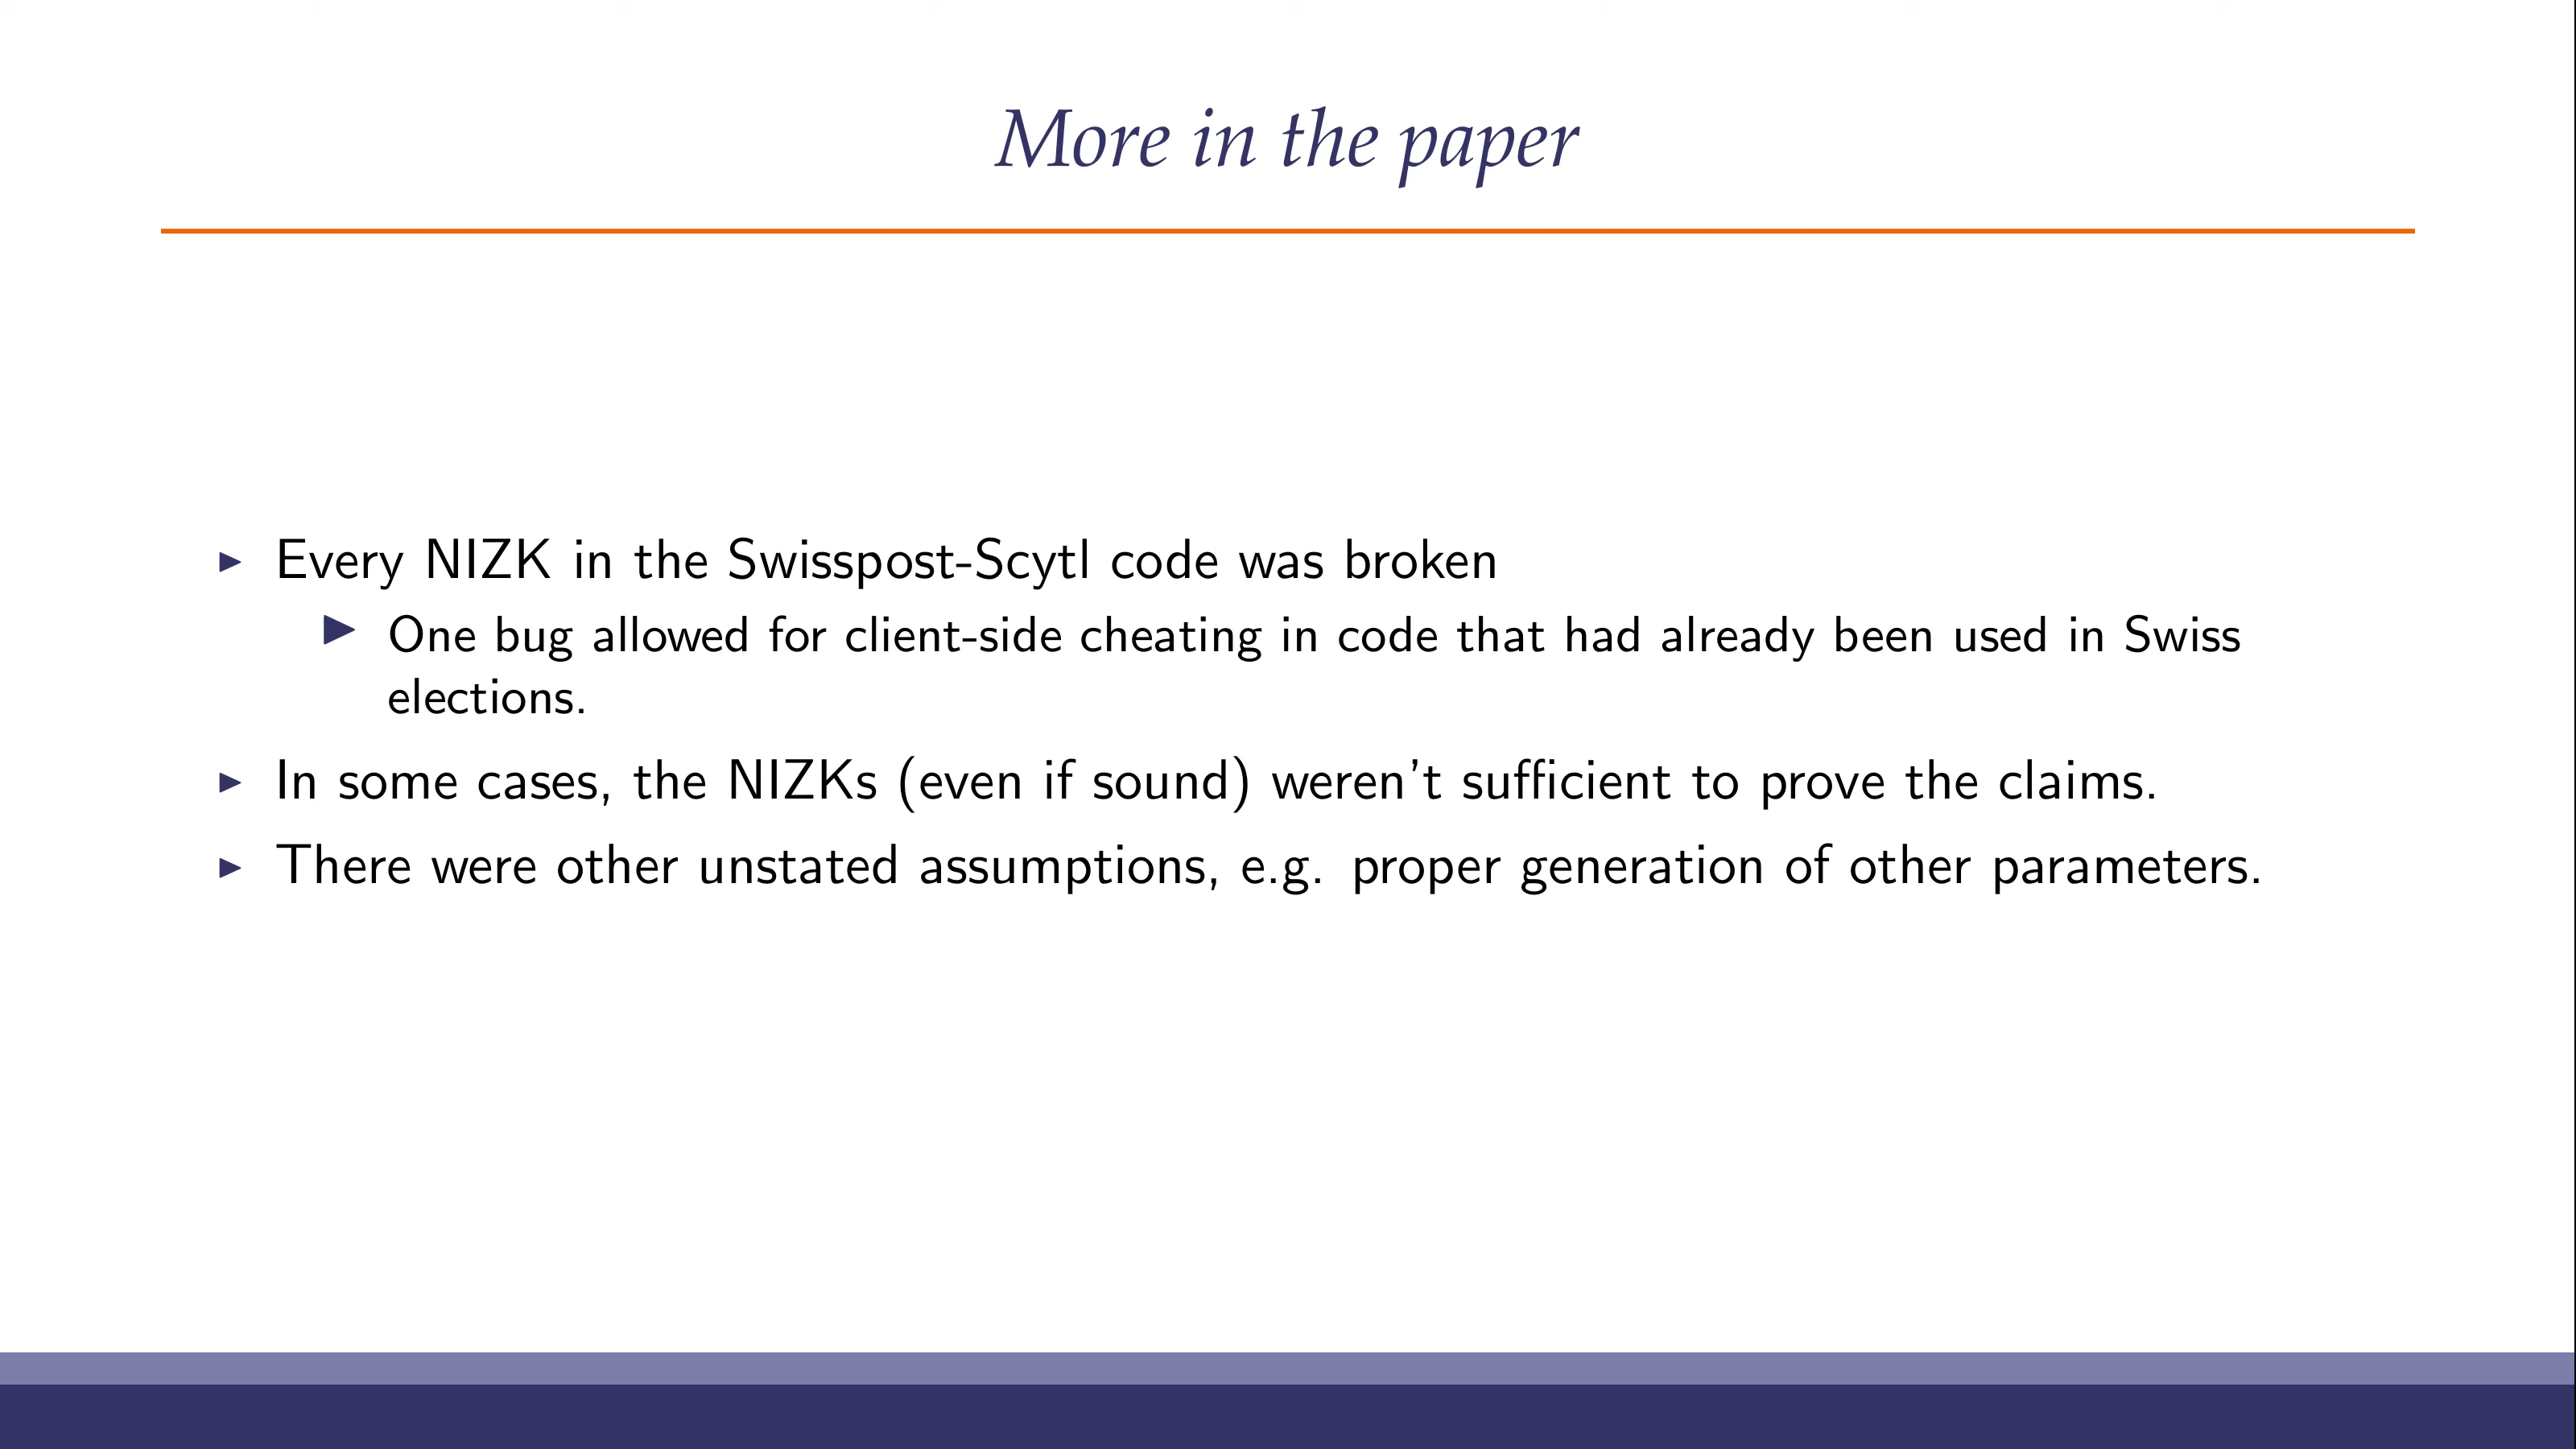 More in the paper
Every NIZK in the Swisspost-Scytl code was broken
One bug allowed for client-side cheating in code that had already been used in Swiss
elections.
In some cases, the NIZKs (even if sound) weren't sufficient to prove the claims.
There were other unstated assumptions, e.g. proper generation of other parameters.